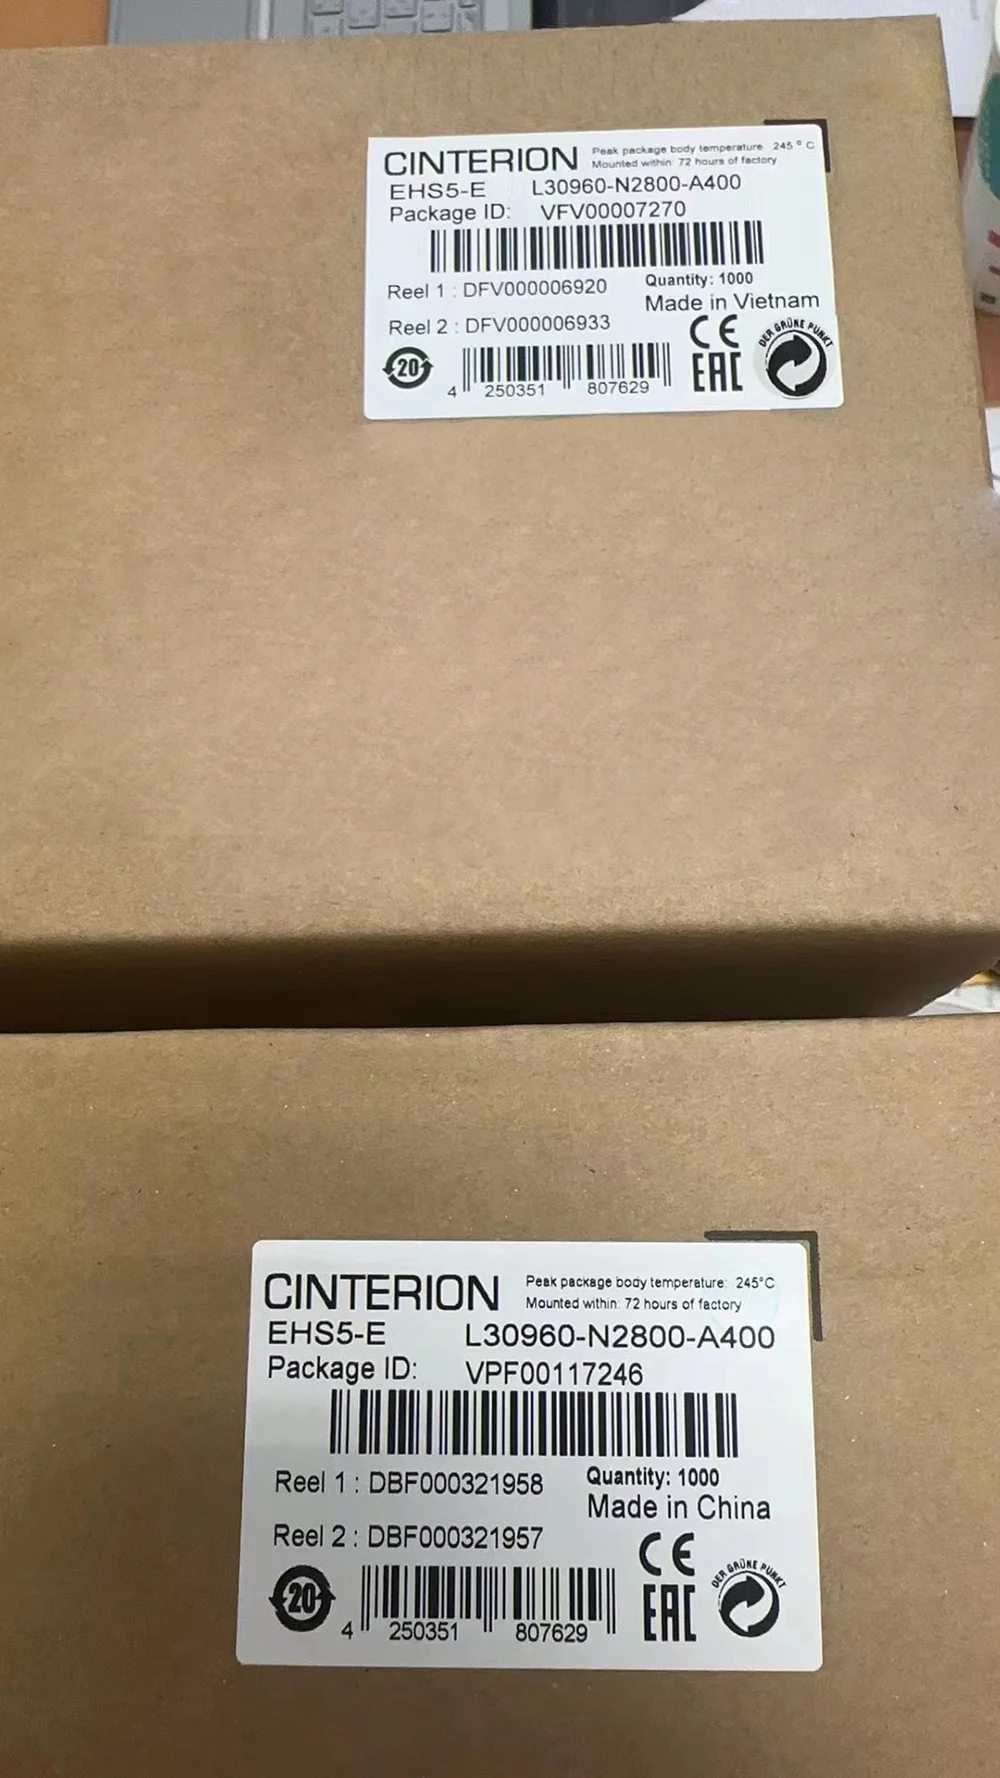 CINTERION
Peak package body temperature 245 °C
Mounted within: 72 hours of factory
EHS5-E L30960-N2800-A400
Package ID: VFV00007270
Reel 1 : DFV000006920
Quantity: 1000
Made in Vietnam
Reel 2 : DFV000006933
CE
DER GRÜNE PUNKT
20
EAC
4 250351 807629
CINTERION
Peak package body temperature: 245°C
Mounted within: 72 hours of factory
EHS5-E L30960-N2800-A400
Package ID: VPF00117246
Reel 1 : DBF000321958
Quantity: 1000
Made in China
Reel 2 : DBF000321957
CE
DER GRÜNE PUNKT
20
EAC
4 250351 807629